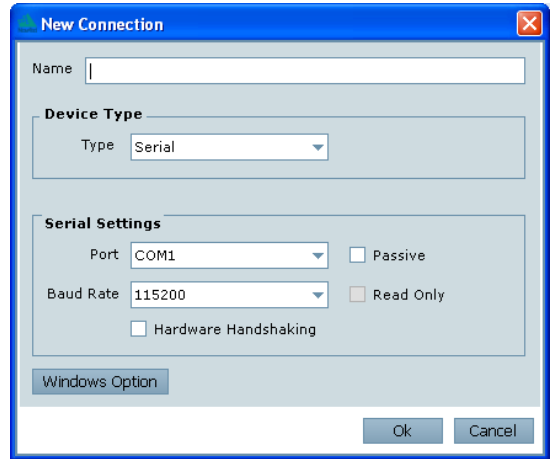 New Connection
Name
Device Type
Type Serial
Serial Settings
Port COM1 Passive
Baud Rate 115200 Read Only
Hardware Handshaking
Windows Option
Ok Cancel